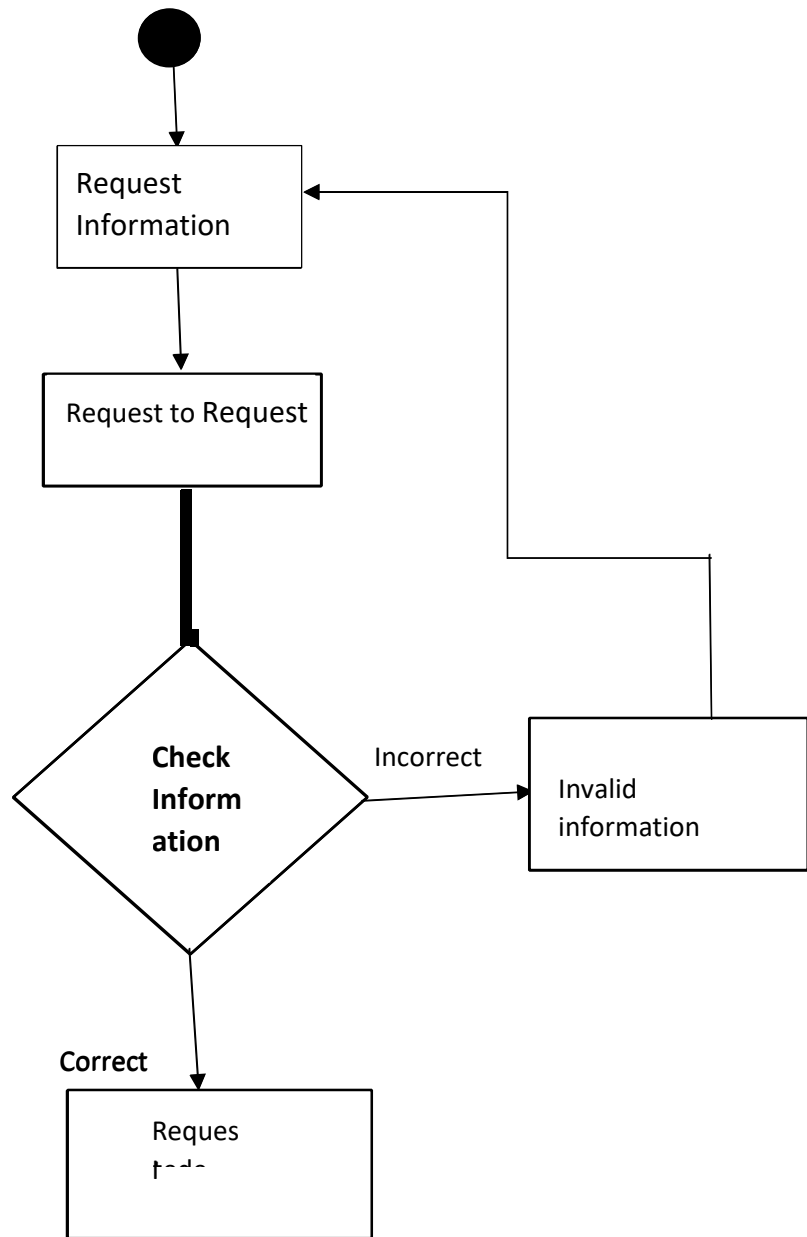 Request
Information
Request to Request
Check
Inform
ation
Incorrect
Invalid
information
Correct
Reques